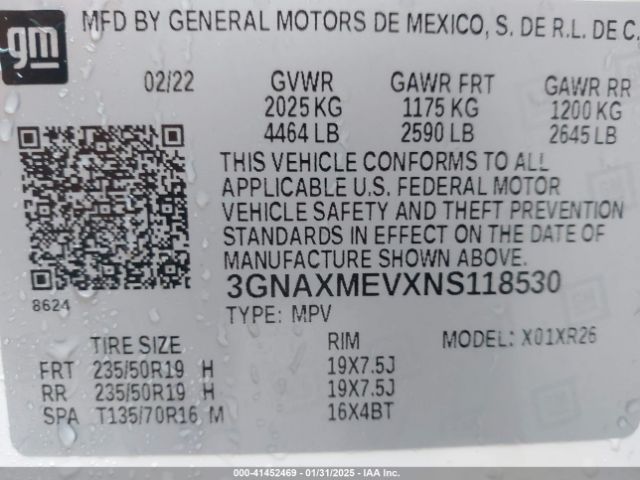 gm
MFD BY GENERAL MOTORS DE MEXICO, S. DE R.L. DE C.
02/22 GVWR GAWR FRT GAWR RR
2025 KG 1175 KG 1200 KG
4464 LB 2590 LB 2645 LB
THIS VEHICLE CONFORMS TO ALL
APPLICABLE U.S. FEDERAL MOTOR
VEHICLE SAFETY AND THEFT PREVENTION
STANDARDS IN EFFECT ON THE DATE OF
MANUFACTURE SHOWN ABOVE.
8624
3GNAXMEVXNS118530
TYPE: MPV MODEL: X01XR26
TIRE SIZE RIM
FRT 235/50R19 H 19X7.5J
RR 235/50R19 H 19X7.5J
SPA T135/70R16 M 16X4BT
000-41452469 - 01/31/2025 - IAA Inc.